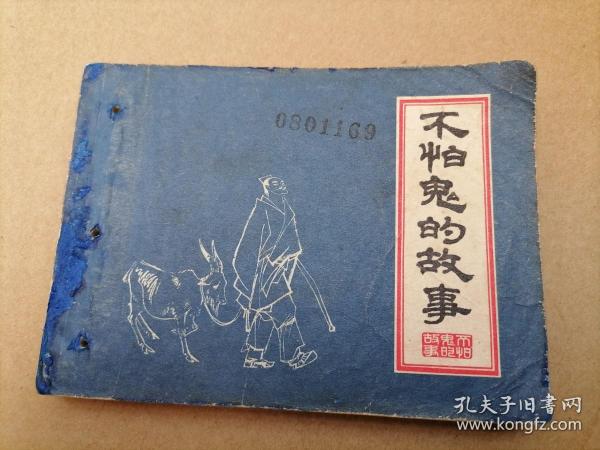 0801169
不怕鬼的故事
不怕
鬼的
故事
孔夫子旧书网
www.kongfz.com